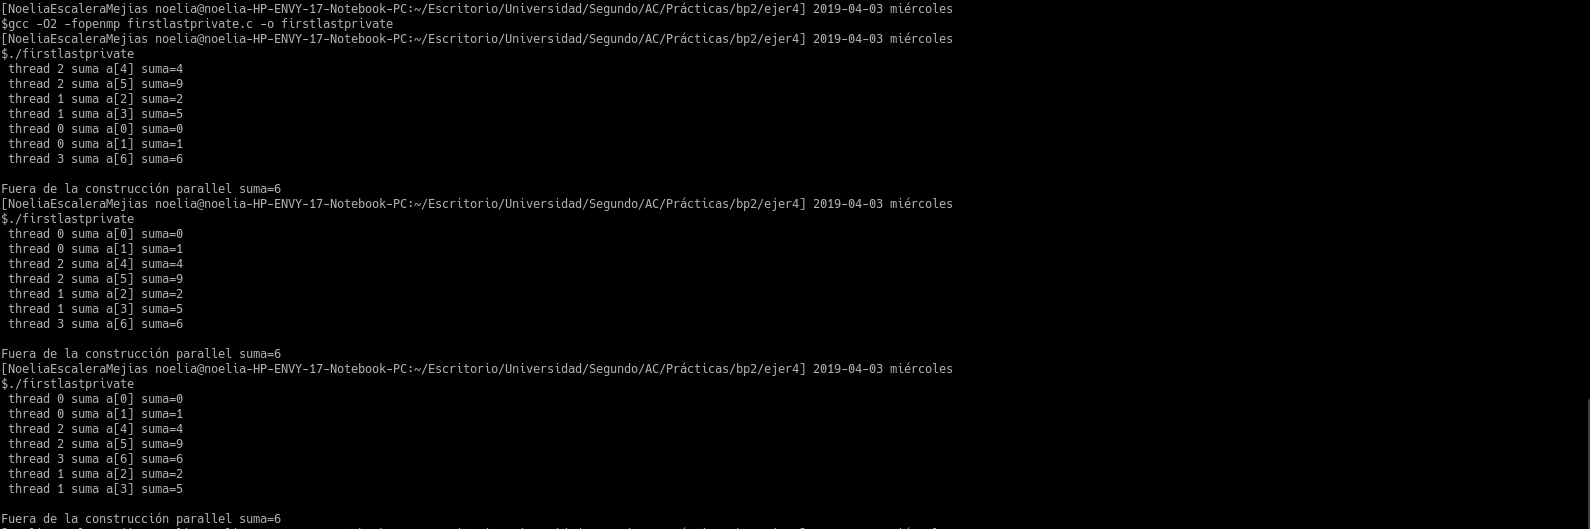 [NoeliaEscaleraMejias noelia@noelia-HP-ENVY-17-Notebook-PC:~/Escritorio/Universidad/Segundo/AC/Prácticas/bp2/ejer4] 2019-04-03 miércoles
$gcc -O2 -fopenmp firstlastprivate.c -o firstlastprivate
[NoeliaEscaleraMejias noelia@noelia-HP-ENVY-17-Notebook-PC:~/Escritorio/Universidad/Segundo/AC/Prácticas/bp2/ejer4] 2019-04-03 miércoles
$./firstlastprivate
thread 2 suma a[4] suma=4
thread 2 suma a[5] suma=9
thread 1 suma a[2] suma=2
thread 1 suma a[3] suma=5
thread 0 suma a[0] suma=0
thread 0 suma a[1] suma=1
thread 3 suma a[6] suma=6
Fuera de la construcción parallel suma=6
[NoeliaEscaleraMejias noelia@noelia-HP-ENVY-17-Notebook-PC:~/Escritorio/Universidad/Segundo/AC/Prácticas/bp2/ejer4] 2019-04-03 miércoles
$./firstlastprivate
thread 0 suma a[0] suma=0
thread 0 suma a[1] suma=1
thread 2 suma a[4] suma=4
thread 2 suma a[5] suma=9
thread 1 suma a[2] suma=2
thread 1 suma a[3] suma=5
thread 3 suma a[6] suma=6
Fuera de la construcción parallel suma=6
[NoeliaEscaleraMejias noelia@noelia-HP-ENVY-17-Notebook-PC:~/Escritorio/Universidad/Segundo/AC/Prácticas/bp2/ejer4] 2019-04-03 miércoles
$./firstlastprivate
thread 0 suma a[0] suma=0
thread 0 suma a[1] suma=1
thread 2 suma a[4] suma=4
thread 2 suma a[5] suma=9
thread 3 suma a[6] suma=6
thread 1 suma a[2] suma=2
thread 1 suma a[3] suma=5
Fuera de la construcción parallel suma=6